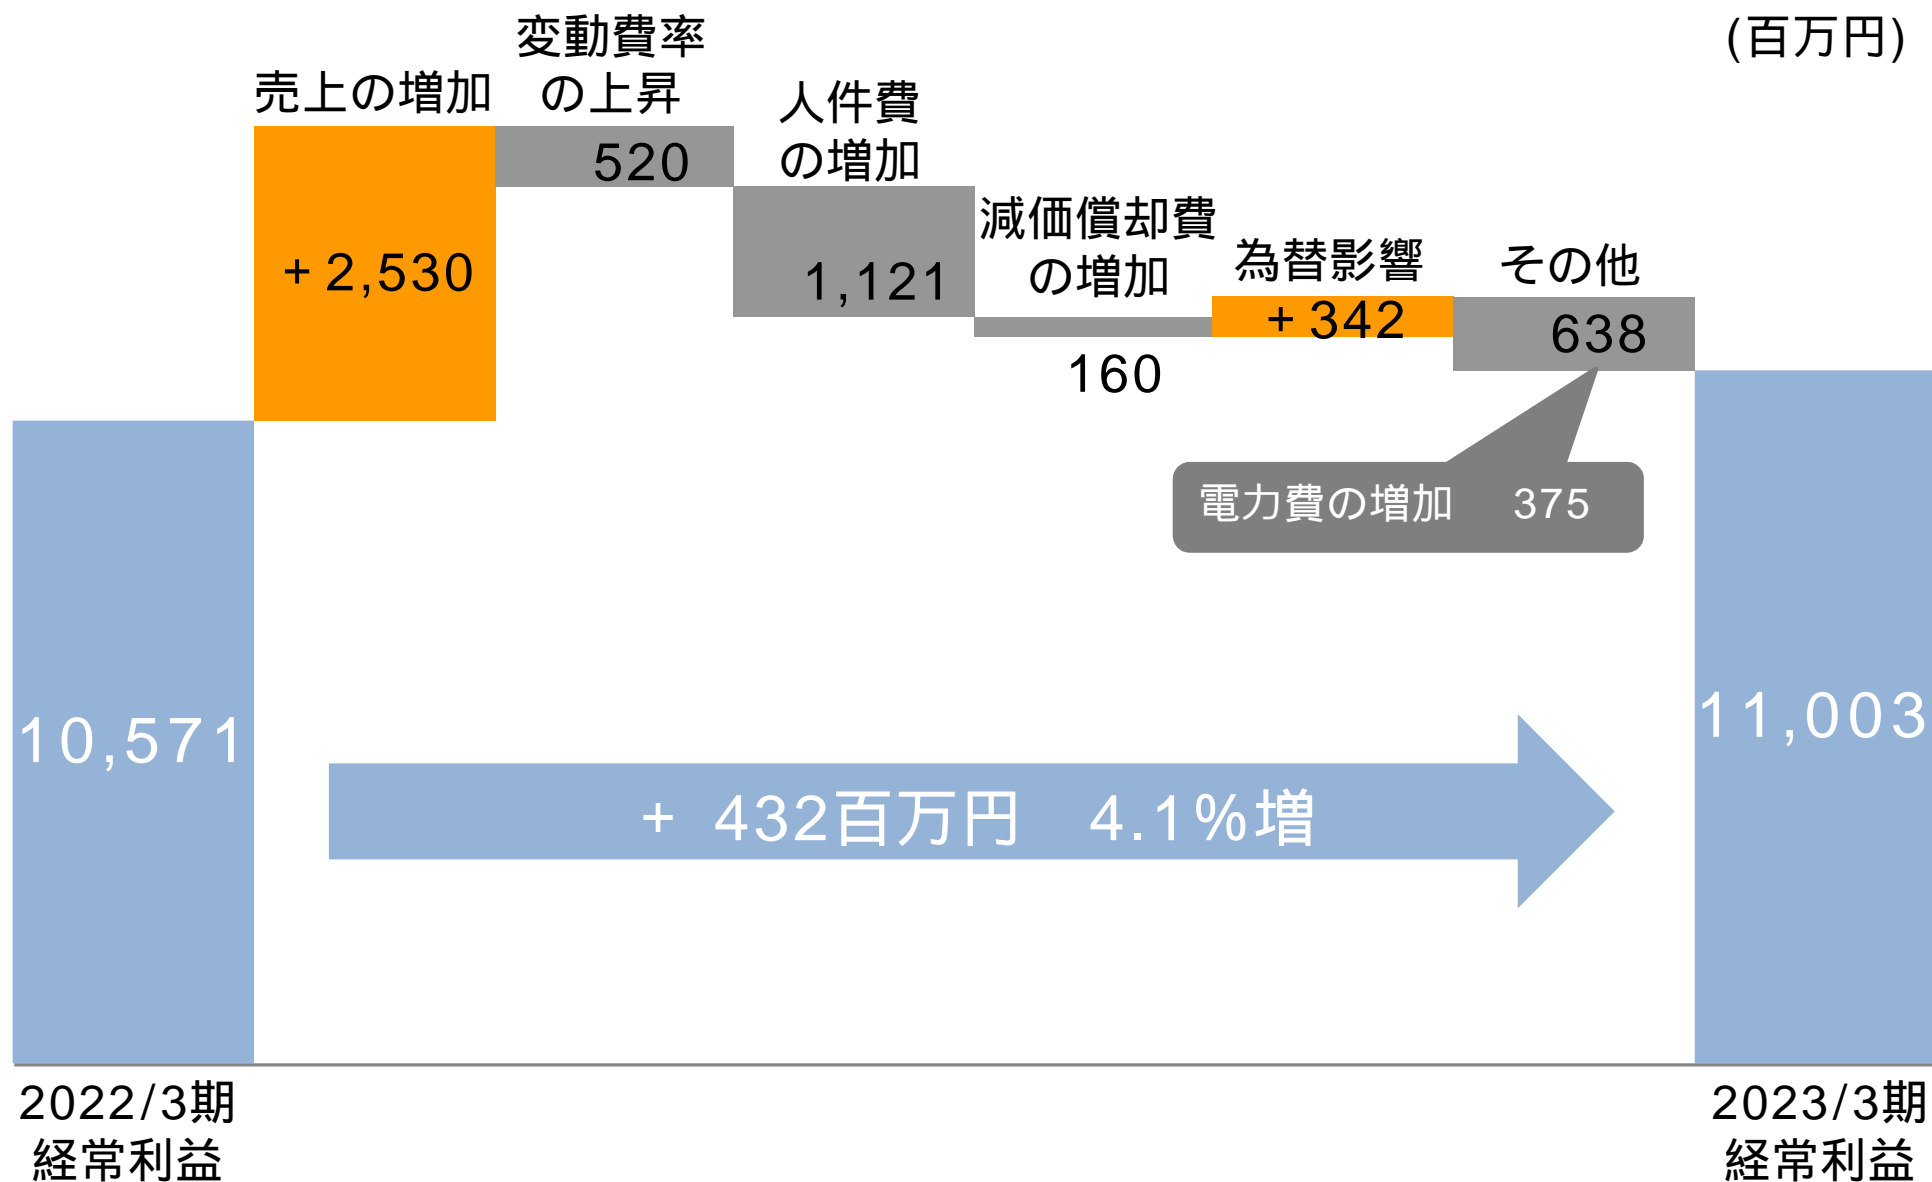 (百万円)
売上の増加
変動費率
の上昇
人件費
の増加
減価償却費
の増加
為替影響
その他
+2,530
520
1,121
160
+342
638
電力費の増加　375
10,571
+ 432百万円　4.1%増
11,003
2022/3期
経常利益
2023/3期
経常利益